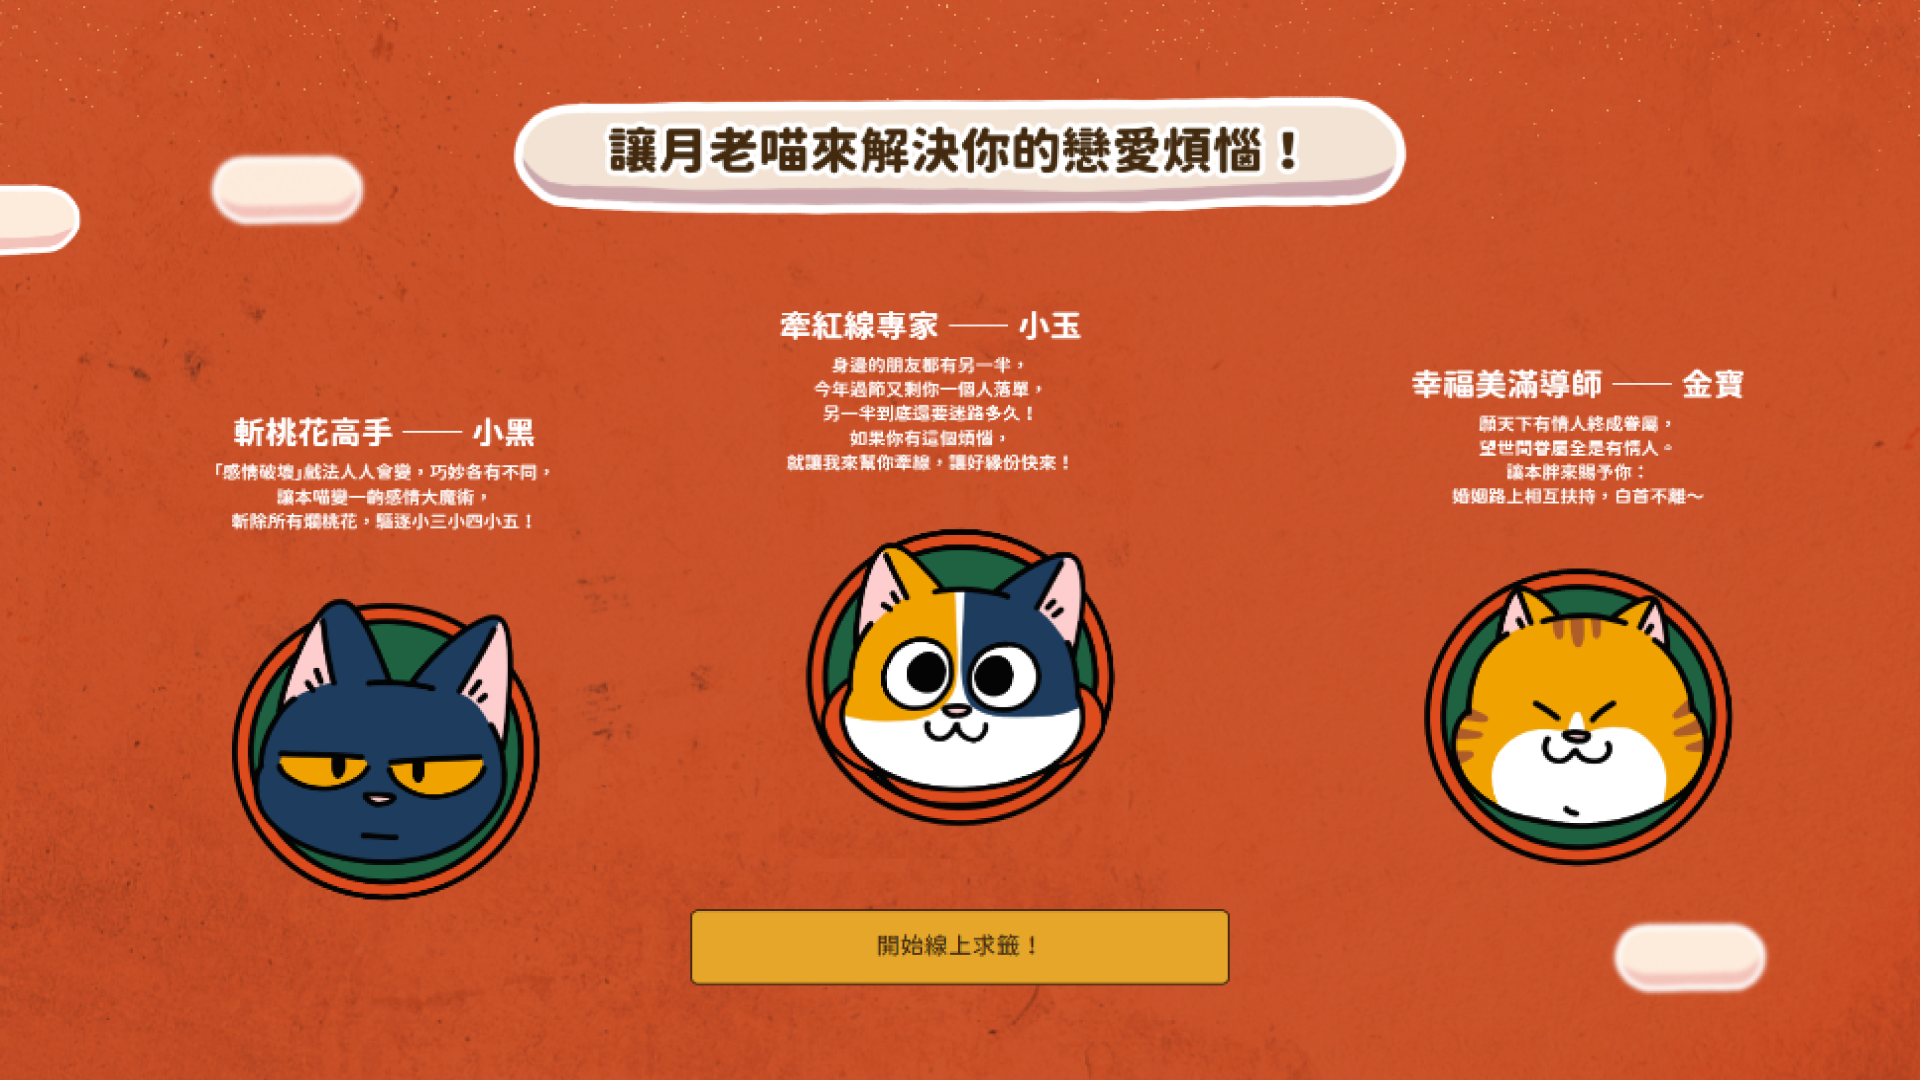 讓月老喵來解決你的戀愛煩惱！
斬桃花高手 —— 小黑
「感情破壞」戲法人人會變，巧妙各有不同，
讓本喵變一齣感情大魔術，
斬除所有爛桃花，驅逐小三小四小五！
牽紅線專家 —— 小玉
身邊的朋友都有另一半，
今年過節又剩你一個人落單，
另一半到底還要迷路多久！
如果你有這個煩惱，
就讓我來幫你牽線，讓好緣份快來！
幸福美滿導師 —— 金寶
願天下有情人終成眷屬，
望世間眷屬全是有情人。
讓本胖來賜予你：
婚姻路上相互扶持，白首不離～
開始線上求籤！